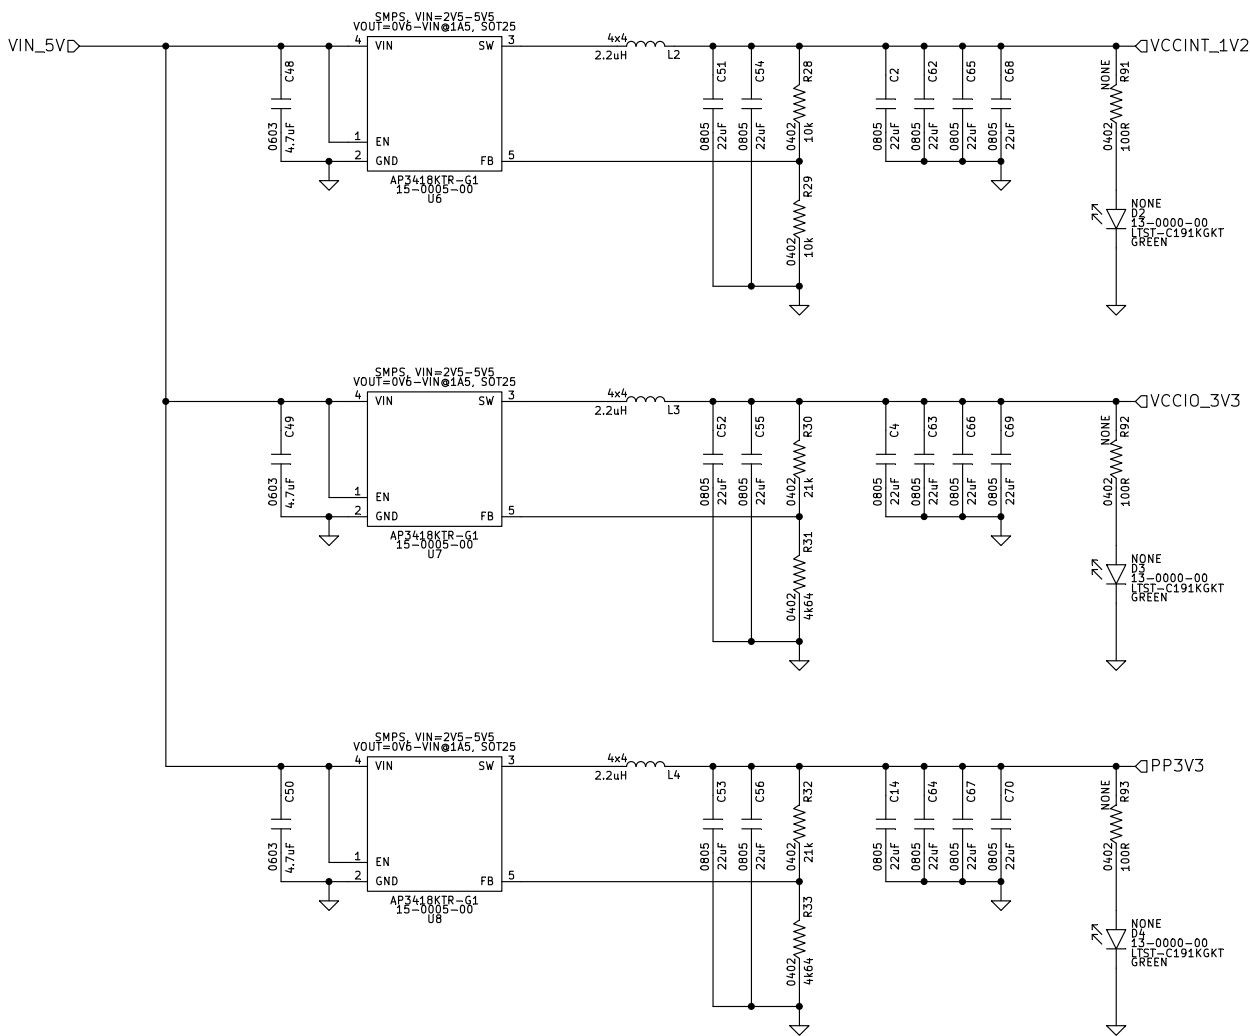 SMPS, VIN=2V5-5V5
VOUT=0V6-VIN@1A5, SOT25
VIN_5V
4
VIN
SW
3
4x4
2.2uH
L2
VCCINT_1V2
C48
0603
4.7uF
1
EN
2
GND
FB
5
AP3418KTR-G1
15-0005-00
U6
C51
0805
22uF
C54
0805
22uF
R28
0402
10k
R29
0402
10k
C2
0805
22uF
C62
0805
22uF
C65
0805
22uF
C68
0805
22uF
NONE
R91
0402
100R
NONE
D2
13-0000-00
LTST-C191KGKT
GREEN
SMPS, VIN=2V5-5V5
VOUT=0V6-VIN@1A5, SOT25
4
VIN
SW
3
4x4
2.2uH
L3
VCCIO_3V3
C49
0603
4.7uF
1
EN
2
GND
FB
5
AP3418KTR-G1
15-0005-00
U7
C52
0805
22uF
C55
0805
22uF
R30
0402
21k
R31
0402
4k64
C4
0805
22uF
C63
0805
22uF
C66
0805
22uF
C69
0805
22uF
NONE
R92
0402
100R
NONE
D3
13-0000-00
LTST-C191KGKT
GREEN
SMPS, VIN=2V5-5V5
VOUT=0V6-VIN@1A5, SOT25
4
VIN
SW
3
4x4
2.2uH
L4
PP3V3
C50
0603
4.7uF
1
EN
2
GND
FB
5
AP3418KTR-G1
15-0005-00
U8
C53
0805
22uF
C56
0805
22uF
R32
0402
21k
R33
0402
4k64
C14
0805
22uF
C64
0805
22uF
C67
0805
22uF
C70
0805
22uF
NONE
R93
0402
100R
NONE
D4
13-0000-00
LTST-C191KGKT
GREEN